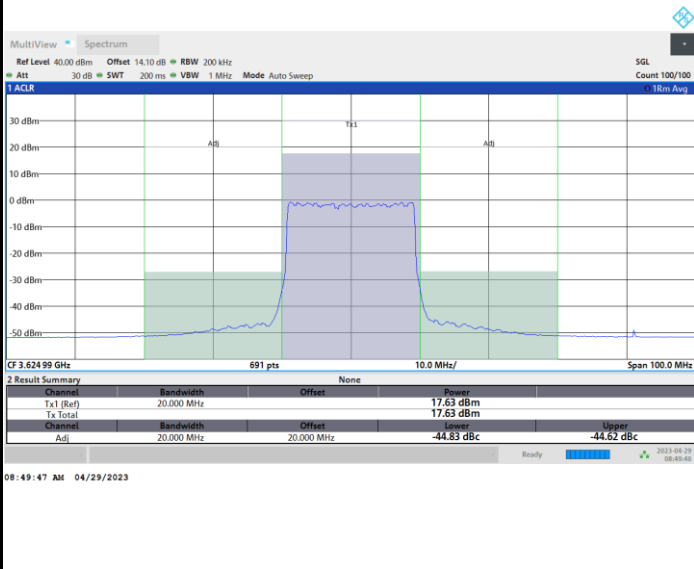 MultiView Spectrum
Ref Level 40.00 dBm Offset 14.10 dB RBW 200 kHz SGL
Att 30 dB SWT 200 ms VBW 1 MHz Mode Auto Sweep Count 100/100
1 ACLR 1Rm Avg
30 dBm
Tx1
20 dBm
Adj Adj
10 dBm
0 dBm
-10 dBm
-20 dBm
-30 dBm
-40 dBm
-50 dBm
CF 3.624 99 GHz 691 pts 10.0 MHz/ Span 100.0 MHz
2 Result Summary None
Channel Bandwidth Offset Power
Tx1 (Ref) 20.000 MHz 17.63 dBm
Tx Total 17.63 dBm
Channel Bandwidth Offset Lower Upper
Adj 20.000 MHz 20.000 MHz -44.83 dBc -44.62 dBc
Ready 2023-04-29
08:49:48
08:49:47 AM 04/29/2023